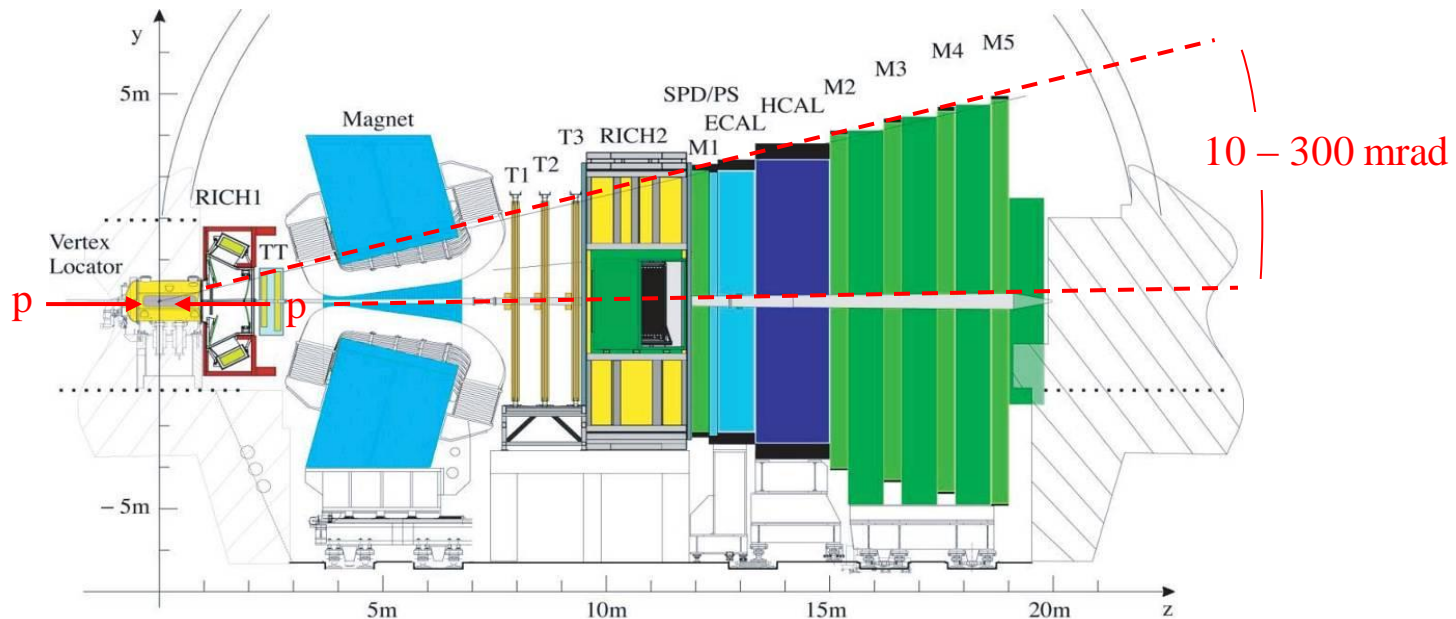 y
5m
Magnet
RICH1
TT
Vertex
Locator
p
p
T1
T2
T3
RICH2
M1
SPD/PS
ECAL
HCAL
M2
M3
M4
M5
10 – 300 mrad
– 5m
5m
10m
15m
20m
z